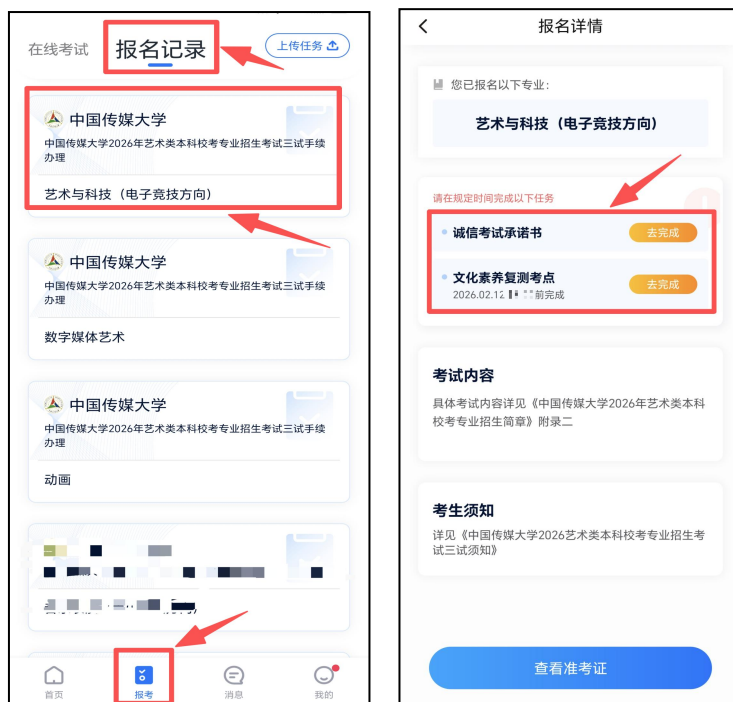 在线考试
报名记录
上传任务
中国传媒大学
中国传媒大学2026年艺术类本科校考专业招生考试三试手续
办理
艺术与科技（电子竞技方向）
中国传媒大学
中国传媒大学2026年艺术类本科校考专业招生考试三试手续
办理
数字媒体艺术
中国传媒大学
中国传媒大学2026年艺术类本科校考专业招生考试三试手续
办理
动画
首页
报考
消息
我的
报名详情
您已报名以下专业：
艺术与科技（电子竞技方向）
请在规定时间完成以下任务
诚信考试承诺书
去完成
文化素养复测考点
2026.02.12
前完成
去完成
考试内容
具体考试内容详见《中国传媒大学2026年艺术类本科
校考专业招生简章》附录二
考生须知
详见《中国传媒大学2026艺术类本科校考专业招生考
试三试须知》
查看准考证